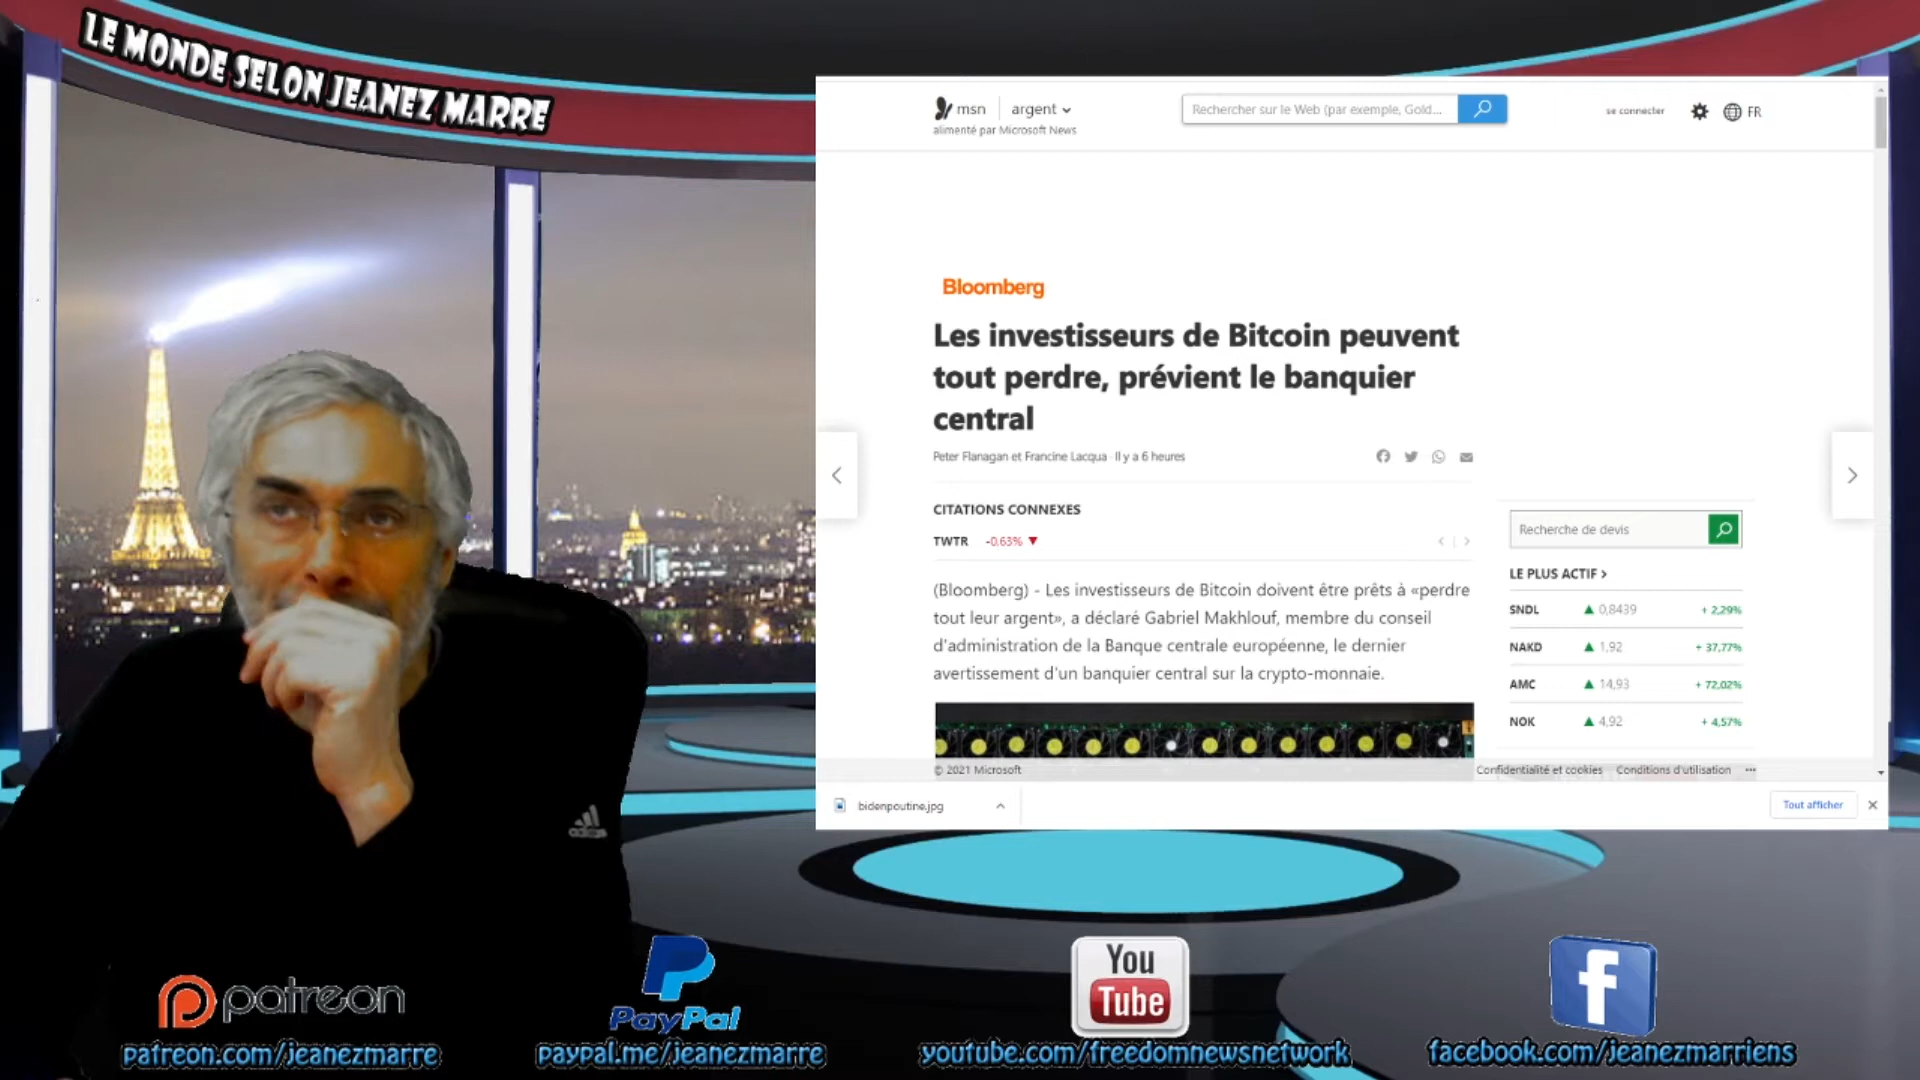 LE MONDE SELON JEANEZ MARRE
msn
argent
alimenté par Microsoft News
Rechercher sur le Web (par exemple, Gold...
se connecter
FR
Bloomberg
Les investisseurs de Bitcoin peuvent
tout perdre, prévient le banquier
central
Peter Flanagan et Francine Lacqua · Il y a 6 heures
CITATIONS CONNEXES
TWTR -0.63% ▼
(Bloomberg) - Les investisseurs de Bitcoin doivent être prêts à «perdre
tout leur argent», a déclaré Gabriel Makhlouf, membre du conseil
d'administration de la Banque centrale européenne, le dernier
avertissement d'un banquier central sur la crypto-monnaie.
Recherche de devis
LE PLUS ACTIF >
SNDL ▲ 0,8439 + 2,29%
NAKD ▲ 1,92 + 37,77%
AMC ▲ 14,93 + 72,02%
NOK ▲ 4,92 + 4,57%
© 2021 Microsoft
Confidentialité et cookies Conditions d'utilisation ...
bidenpoutine.jpg
Tout afficher
patreon
PayPal
You
Tube
f
patreon.com/jeanezmarre
paypal.me/jeanezmarre
youtube.com/freedomnewsnetwork
facebook.com/jeanezmarriens